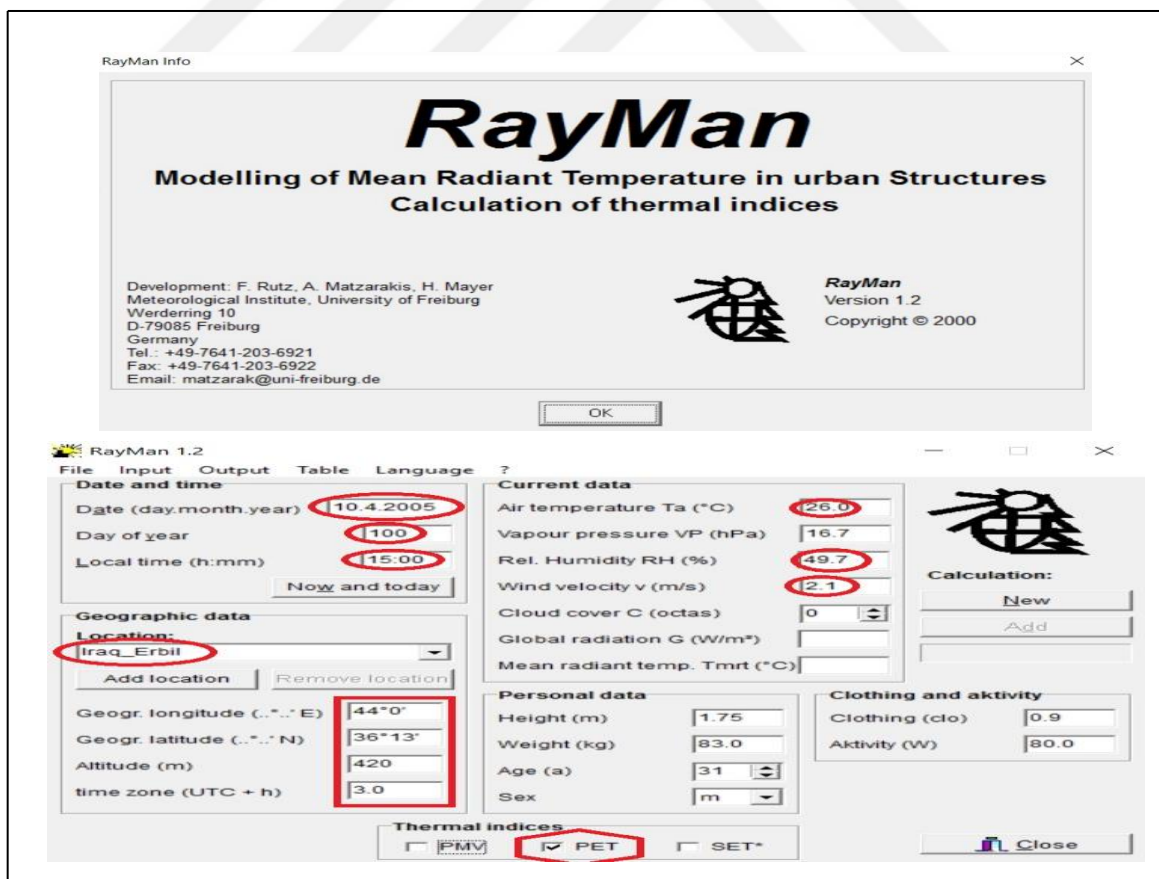 RayMan Info
RayMan
Modelling of Mean Radiant Temperature in urban Structures
Calculation of thermal indices
Development: F. Rutz, A. Matzarakis, H. Mayer
Meteorological Institute, University of Freiburg
Werderring 10
D-79085 Freiburg
Germany
Tel.: +49-7641-203-6921
Fax: +49-7641-203-6922
Email: matzarak@uni-freiburg.de
RayMan
Version 1.2
Copyright © 2000
OK
RayMan 1.2
File Input Output Table Language ?
Date and time
Date (day.month.year) 10.4.2005
Day of year 100
Local time (h:mm) 15:00
Now and today
Geographic data
Location:
Iraq_Erbil
Add location Remove location
Geogr. longitude (..°..' E) 44°0'
Geogr. latitude (..°..' N) 36°13'
Altitude (m) 420
time zone (UTC + h) 3.0
Current data
Air temperature Ta (°C) 26.0
Vapour pressure VP (hPa) 16.7
Rel. Humidity RH (%) 49.7
Wind velocity v (m/s) 2.1
Cloud cover C (octas) 0
Global radiation G (W/m²)
Mean radiant temp. Tmrt (°C)
Personal data
Height (m) 1.75
Weight (kg) 83.0
Age (a) 31
Sex m
Calculation:
New
Add
Clothing and aktivity
Clothing (clo) 0.9
Aktivity (W) 80.0
Thermal indices
PMV PET SET*
Close